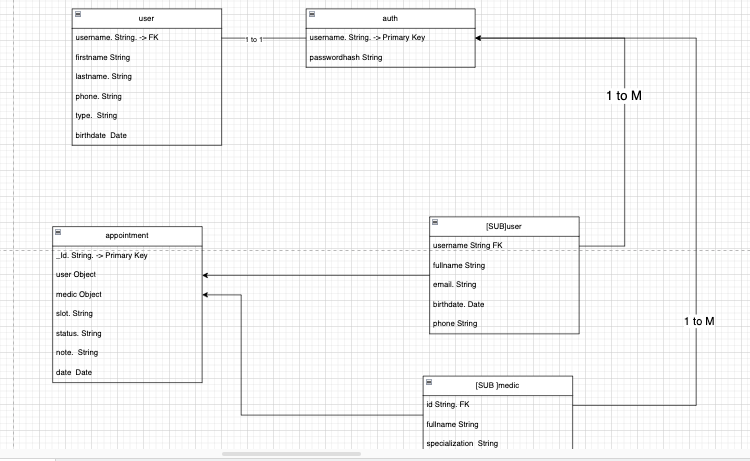 user
username. String. -> FK
firstname String
lastname. String
phone. String
type. String
birthdate Date
1 to 1
auth
username. String. -> Primary Key
passwordhash String
1 to M
appointment
_Id. String. -> Primary Key
user Object
medic Object
slot. String
status. String
note. String
date Date
[SUB]user
username String FK
fullname String
email. String
birthdate. Date
phone String
1 to M
[SUB ]medic
id String. FK
fullname String
specialization String